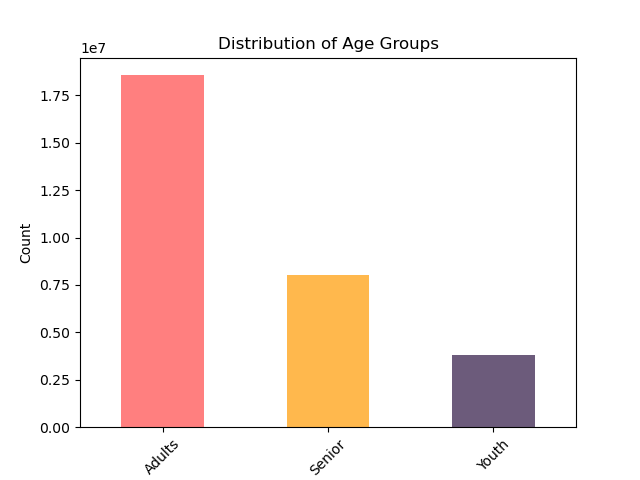 Distribution of Age Groups
1e7
1.75
1.50
1.25
1.00
0.75
0.50
0.25
0.00
Count
Adults
Senior
Youth